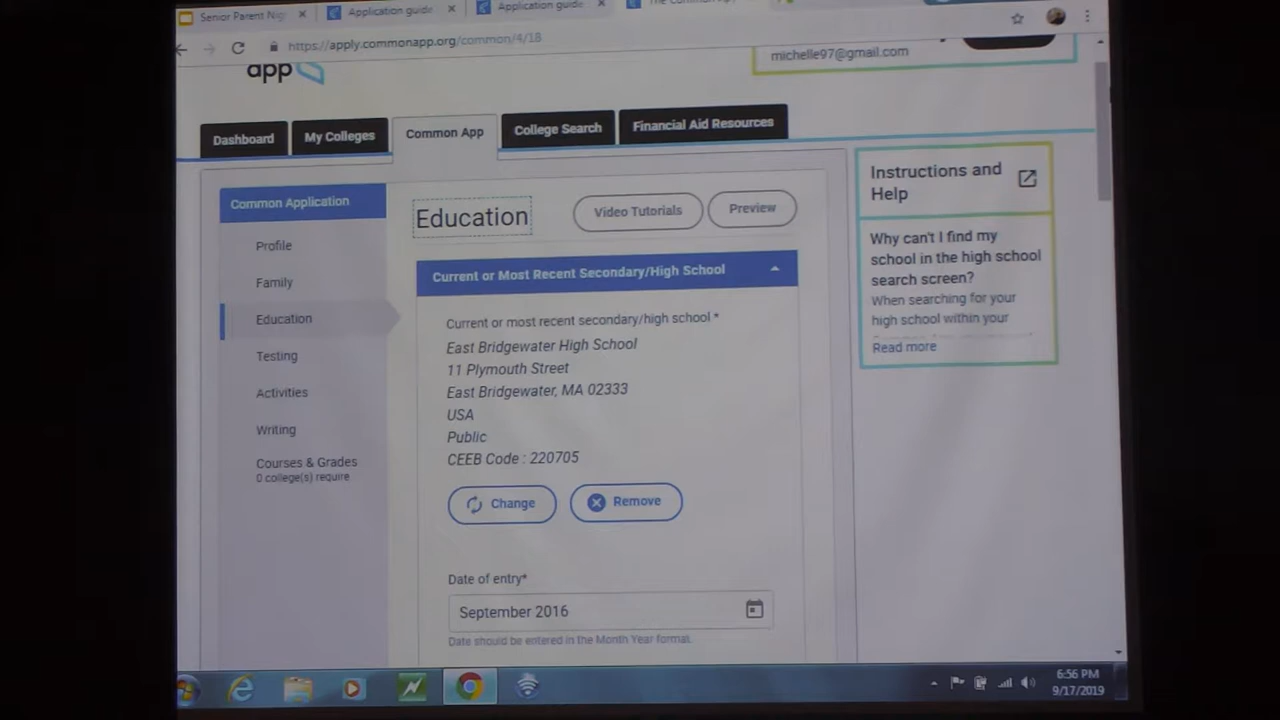 Senior Parent Nig
Application guide
Application guide
https://apply.commonapp.org/common/4/18
michelle97@gmail.com
app
Dashboard
My Colleges
Common App
College Search
Financial Aid Resources
Common Application
Profile
Family
Education
Testing
Activities
Writing
Courses & Grades
0 college(s) require
Education
Video Tutorials
Preview
Current or Most Recent Secondary/High School
Current or most recent secondary/high school *
East Bridgewater High School
11 Plymouth Street
East Bridgewater, MA 02333
USA
Public
CEEB Code : 220705
Change
Remove
Date of entry*
September 2016
Date should be entered in the Month Year format.
Instructions and
Help
Why can't I find my
school in the high school
search screen?
When searching for your
high school within your
Read more
6:56 PM
9/17/2019